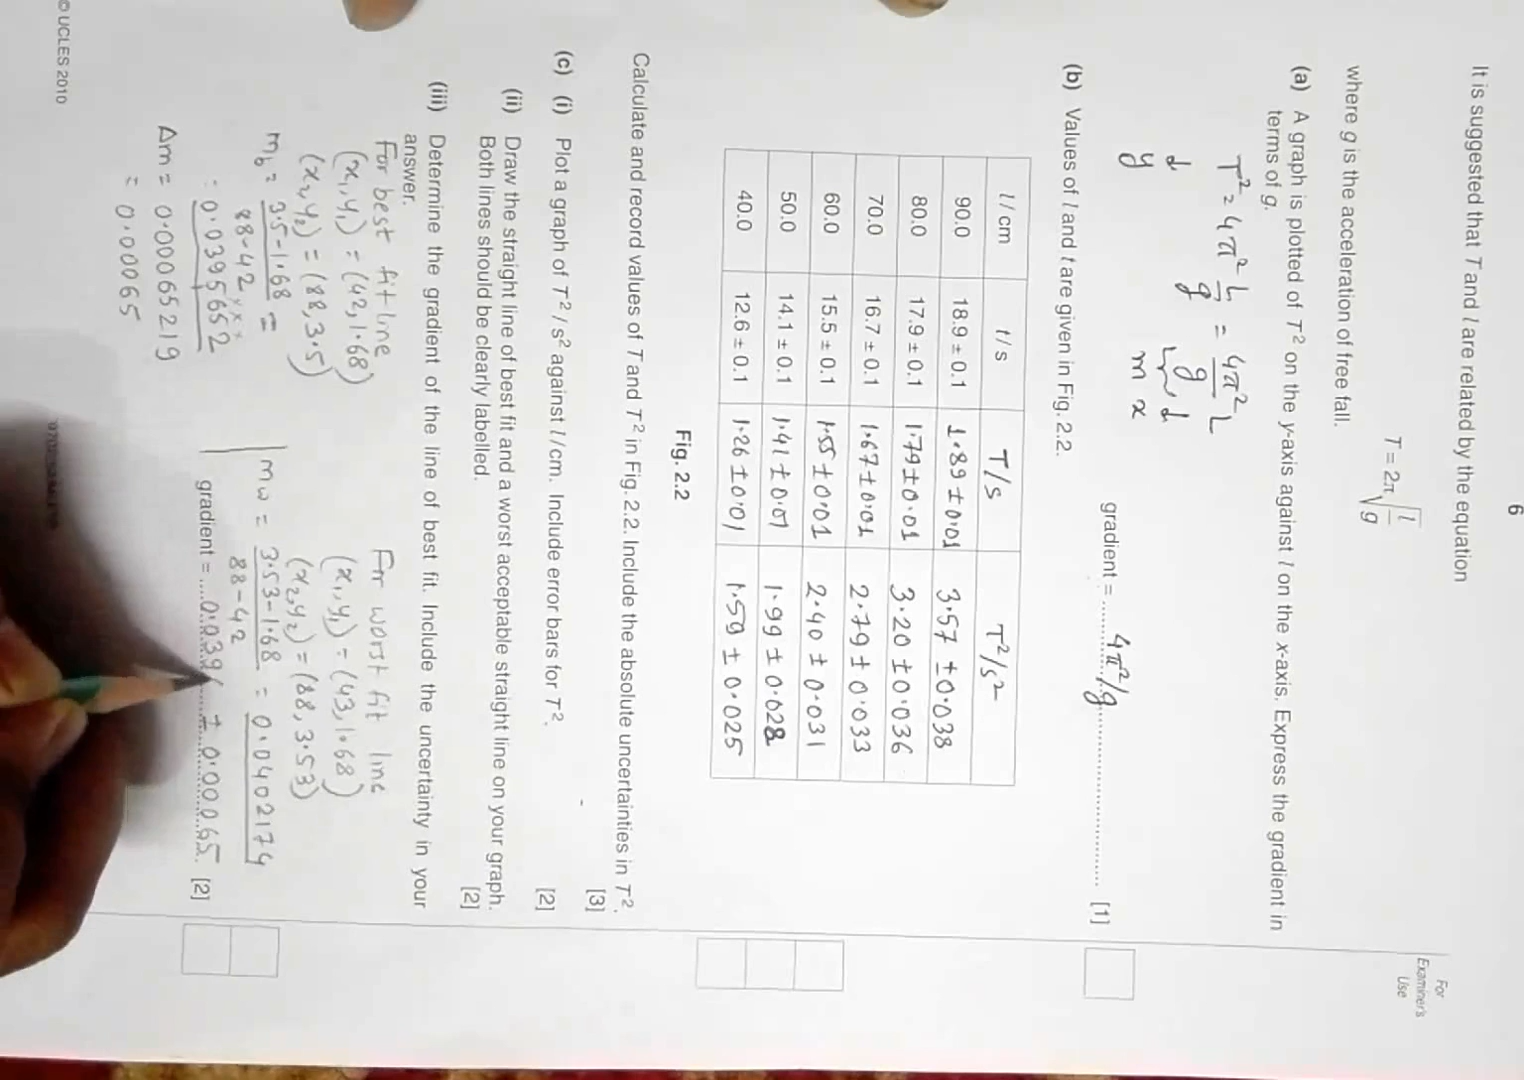 6
For
Examiner's
Use
It is suggested that T and l are related by the equation
T = 2π√(l/g)
where g is the acceleration of free fall.
(a) A graph is plotted of T² on the y-axis against l on the x-axis. Express the gradient in
terms of g.
T² = 4π² L/g = 4π²/g L
↓ ↓
y m x
gradient = 4π²/g [1]
(b) Values of l and t are given in Fig. 2.2.
l / cm t / s T/s T²/s²
90.0 18.9 ± 0.1 1.89 ± 0.01 3.57 ± 0.038
80.0 17.9 ± 0.1 1.79 ± 0.01 3.20 ± 0.036
70.0 16.7 ± 0.1 1.67 ± 0.01 2.79 ± 0.033
60.0 15.5 ± 0.1 1.55 ± 0.01 2.40 ± 0.031
50.0 14.1 ± 0.1 1.41 ± 0.01 1.99 ± 0.028
40.0 12.6 ± 0.1 1.26 ± 0.01 1.59 ± 0.025
Fig. 2.2
Calculate and record values of T and T² in Fig. 2.2. Include the absolute uncertainties in T².
[3]
(c) (i) Plot a graph of T² / s² against l / cm. Include error bars for T². [2]
(ii) Draw the straight line of best fit and a worst acceptable straight line on your graph.
Both lines should be clearly labelled. [2]
(iii) Determine the gradient of the line of best fit. Include the uncertainty in your
answer.
For best fit line
(x₁,y₁) = (42,1.68)
(x₂,y₂) = (88,3.5)
m_b = 3.5-1.68 =
88-42
= 0.0395652
Δm = 0.00065219
= 0.00065
For worst fit line
(x₁,y₁) = (43,1.68)
(x₂,y₂) = (88,3.53)
m_w = 3.53-1.68 = 0.0402174
88-42
gradient = 0.039 ± 0.00065 [2]
© UCLES 2010